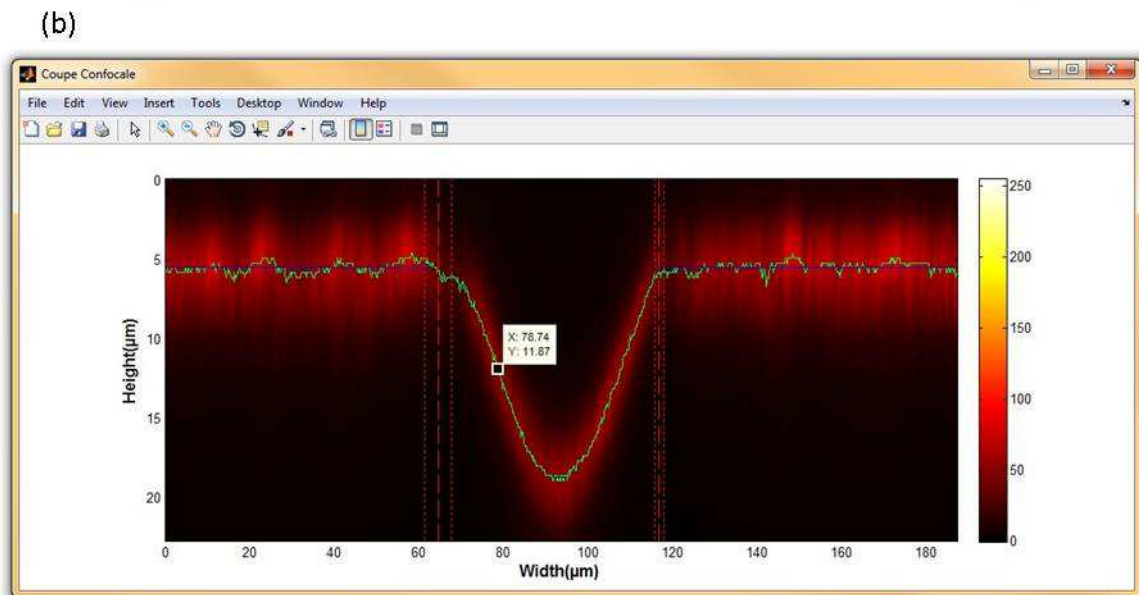 (b)
Coupe Confocale
File Edit View Insert Tools Desktop Window Help
0
5
10
15
20
Height(µm)
X: 78.74
Y: 11.87
0 20 40 60 80 100 120 140 160 180
Width(µm)
250
200
150
100
50
0